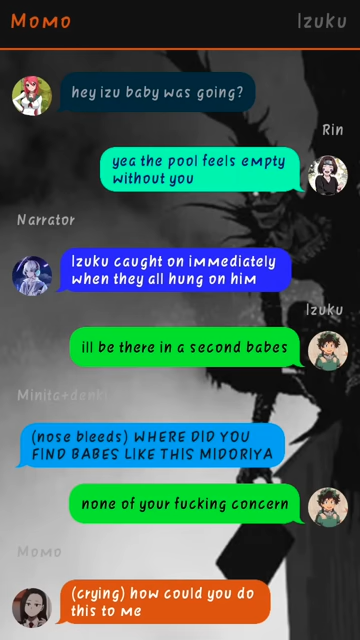 Momo Izuku
hey izu baby was going?
Rin
yea the pool feels empty
without you
Narrator
Izuku caught on immediately
when they all hung on him
Izuku
ill be there in a second babes
Minita+denki
(nose bleeds) WHERE DID YOU
FIND BABES LIKE THIS MIDORIYA
none of your fucking concern
Momo
(crying) how could you do
this to me